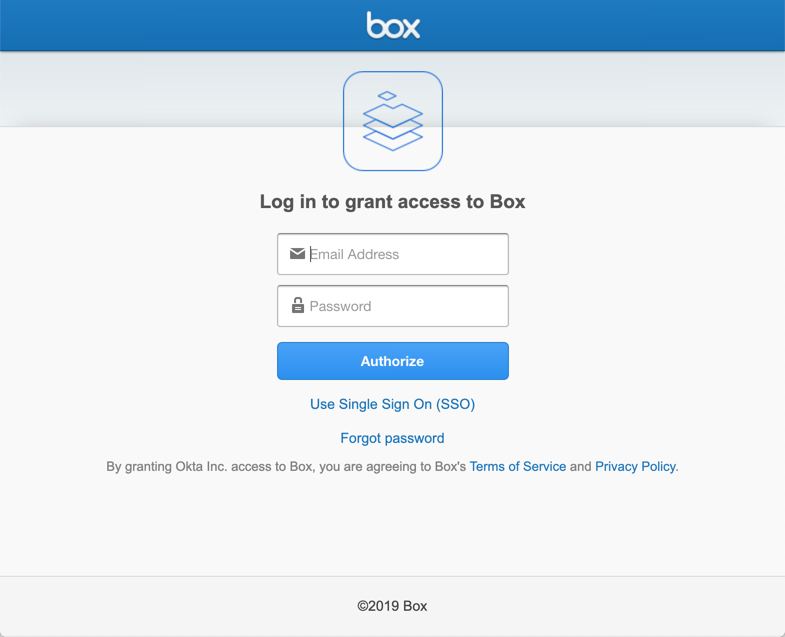 box
Log in to grant access to Box
Email Address
Password
Authorize
Use Single Sign On (SSO)
Forgot password
By granting Okta Inc. access to Box, you are agreeing to Box's Terms of Service and Privacy Policy.
©2019 Box